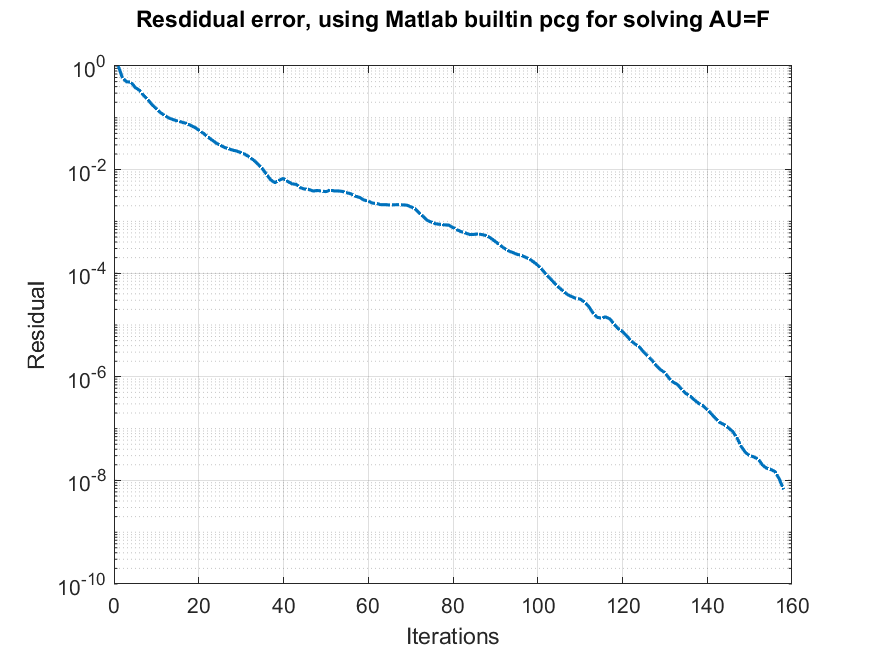 Resdidual error, using Matlab builtin pcg for solving AU=F
10^0
10^-2
10^-4
10^-6
10^-8
10^-10
Residual
0 20 40 60 80 100 120 140 160
Iterations